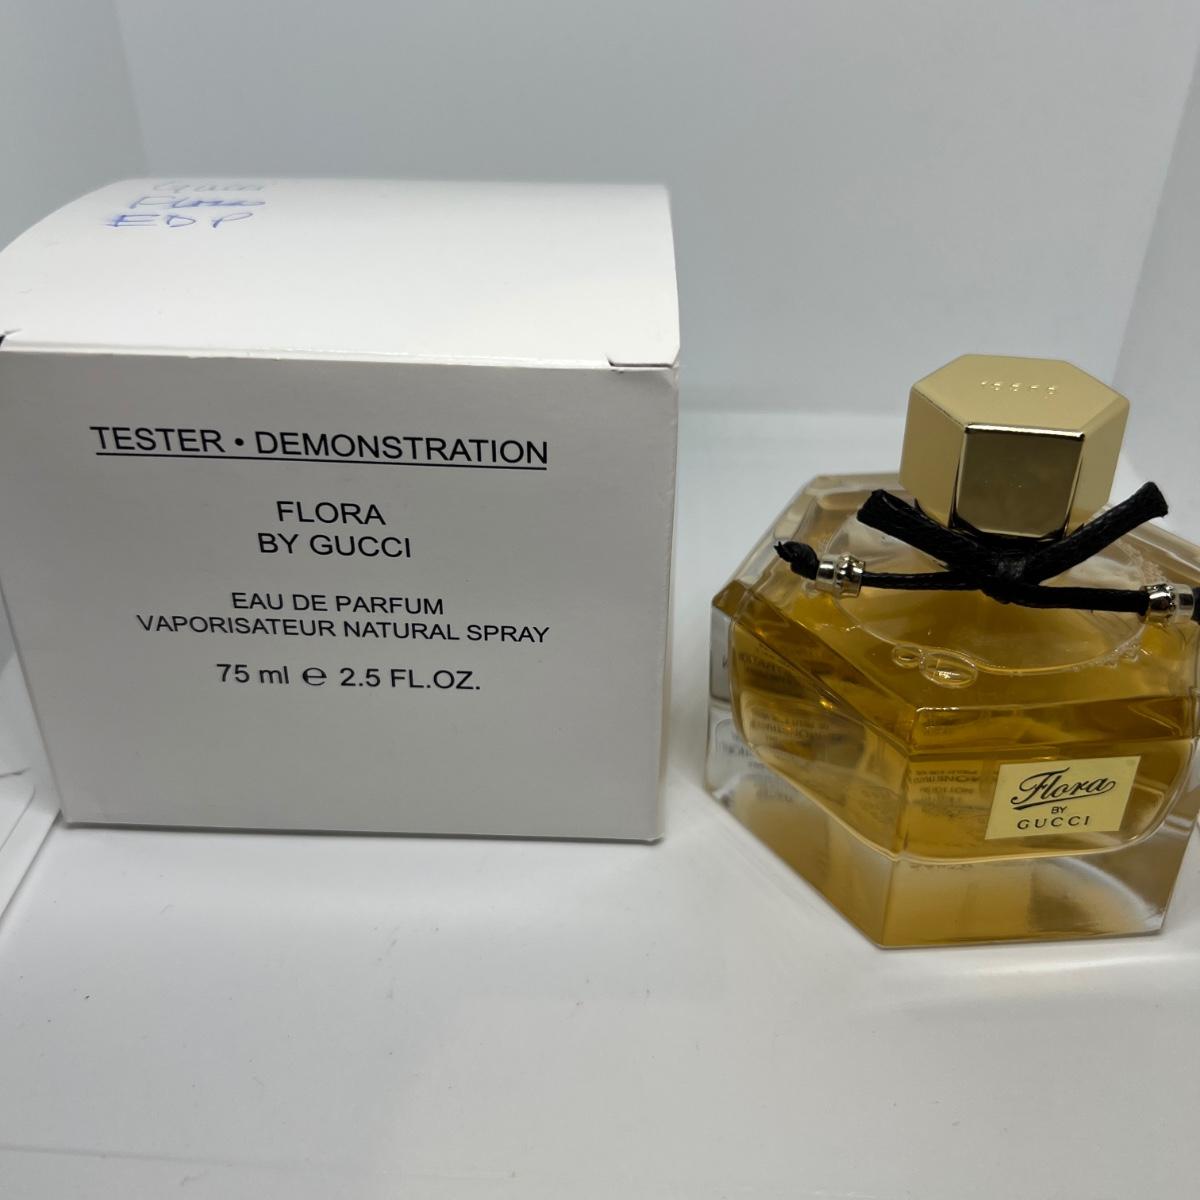 Gucci
Flora
EDP
TESTER • DEMONSTRATION
FLORA
BY GUCCI
EAU DE PARFUM
VAPORISATEUR NATURAL SPRAY
75 ml ℮ 2.5 FL.OZ.
Flora
BY
GUCCI